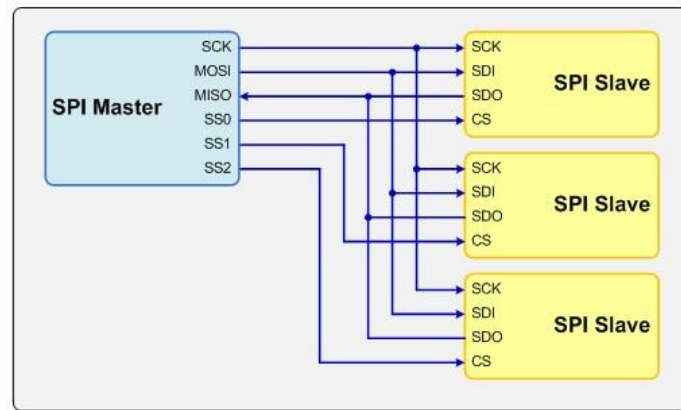 SPI Master
SCK
MOSI
MISO
SS0
SS1
SS2
SCK
SDI
SDO
CS
SPI Slave
SCK
SDI
SDO
CS
SPI Slave
SCK
SDI
SDO
CS
SPI Slave